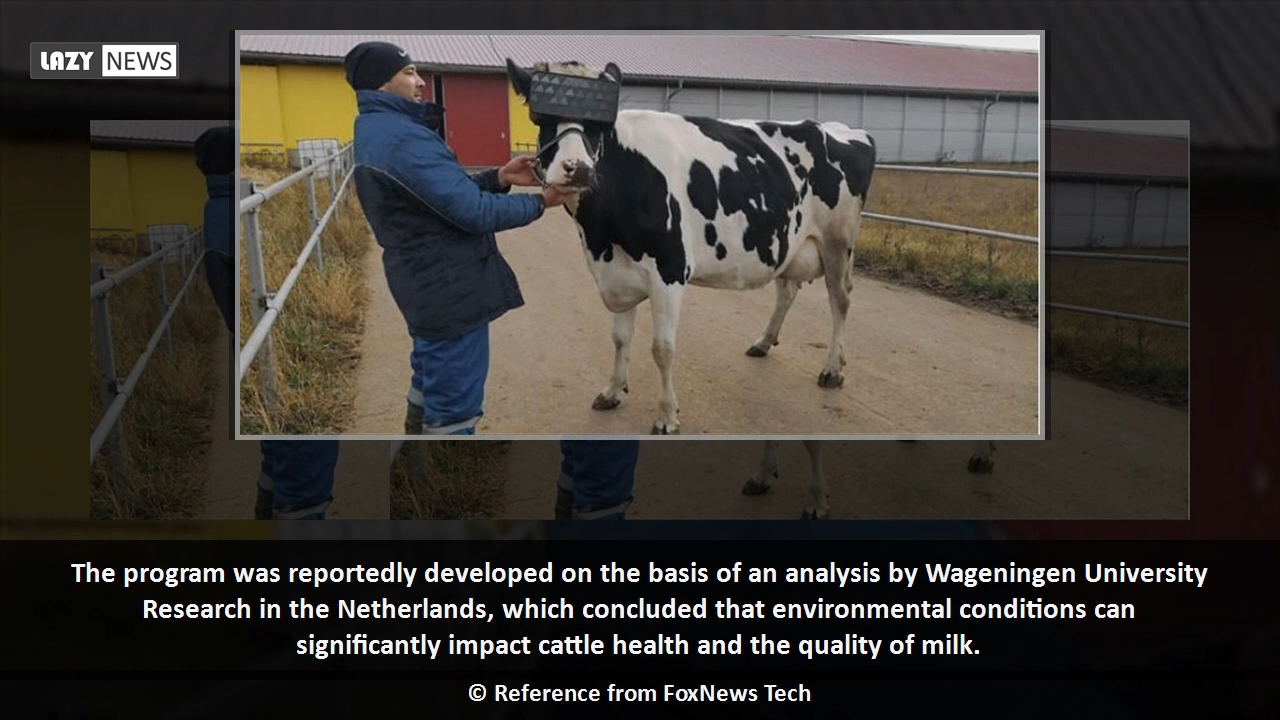 LAZY NEWS
The program was reportedly developed on the basis of an analysis by Wageningen University
Research in the Netherlands, which concluded that environmental conditions can
significantly impact cattle health and the quality of milk.
© Reference from FoxNews Tech